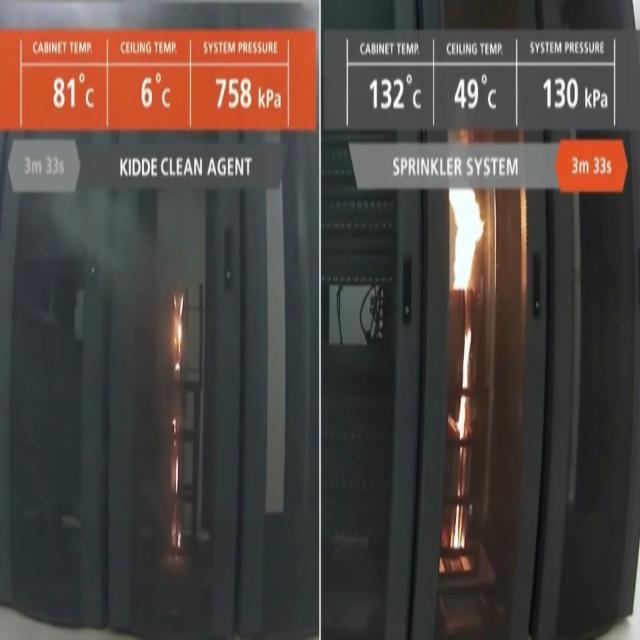 CABINET TEMP. CEILING TEMP. SYSTEM PRESSURE
81°C 6°C 758 kPa
3m 33s KIDDE CLEAN AGENT
CABINET TEMP. CEILING TEMP. SYSTEM PRESSURE
132°C 49°C 130 kPa
SPRINKLER SYSTEM 3m 33s